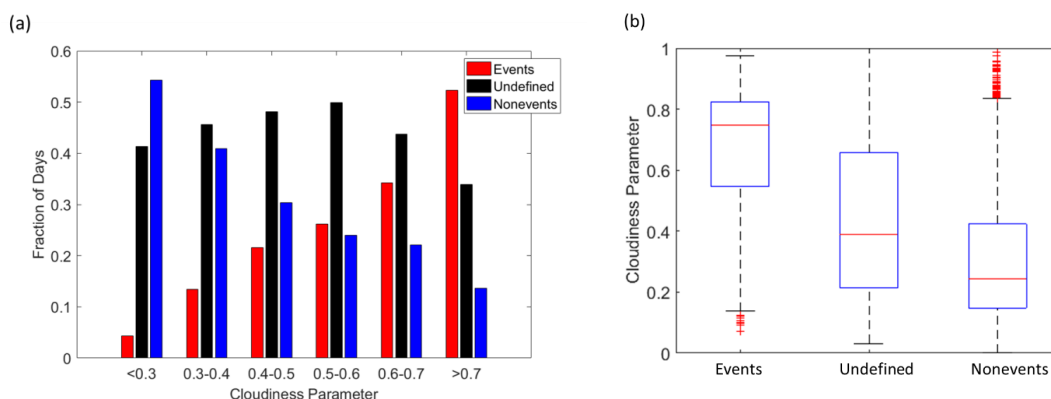 (a)
0.6
0.5
0.4
0.3
0.2
0.1
0
Fraction of Days
<0.3
0.3-0.4
0.4-0.5
0.5-0.6
0.6-0.7
>0.7
Cloudiness Parameter
Events
Undefined
Nonevents
(b)
1
0.8
0.6
0.4
0.2
0
Cloudiness Parameter
Events
Undefined
Nonevents